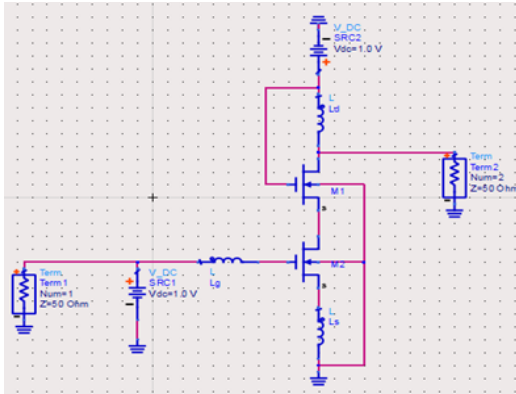 V_DC
SRC2
Vdc=1.0 V
L
Ld
Term
Term2
Num=2
Z=50 Ohm
M1
s
M2
s
L
Lg
Term
Term1
Num=1
Z=50 Ohm
V_DC
SRC1
Vdc=1.0 V
L
Ls